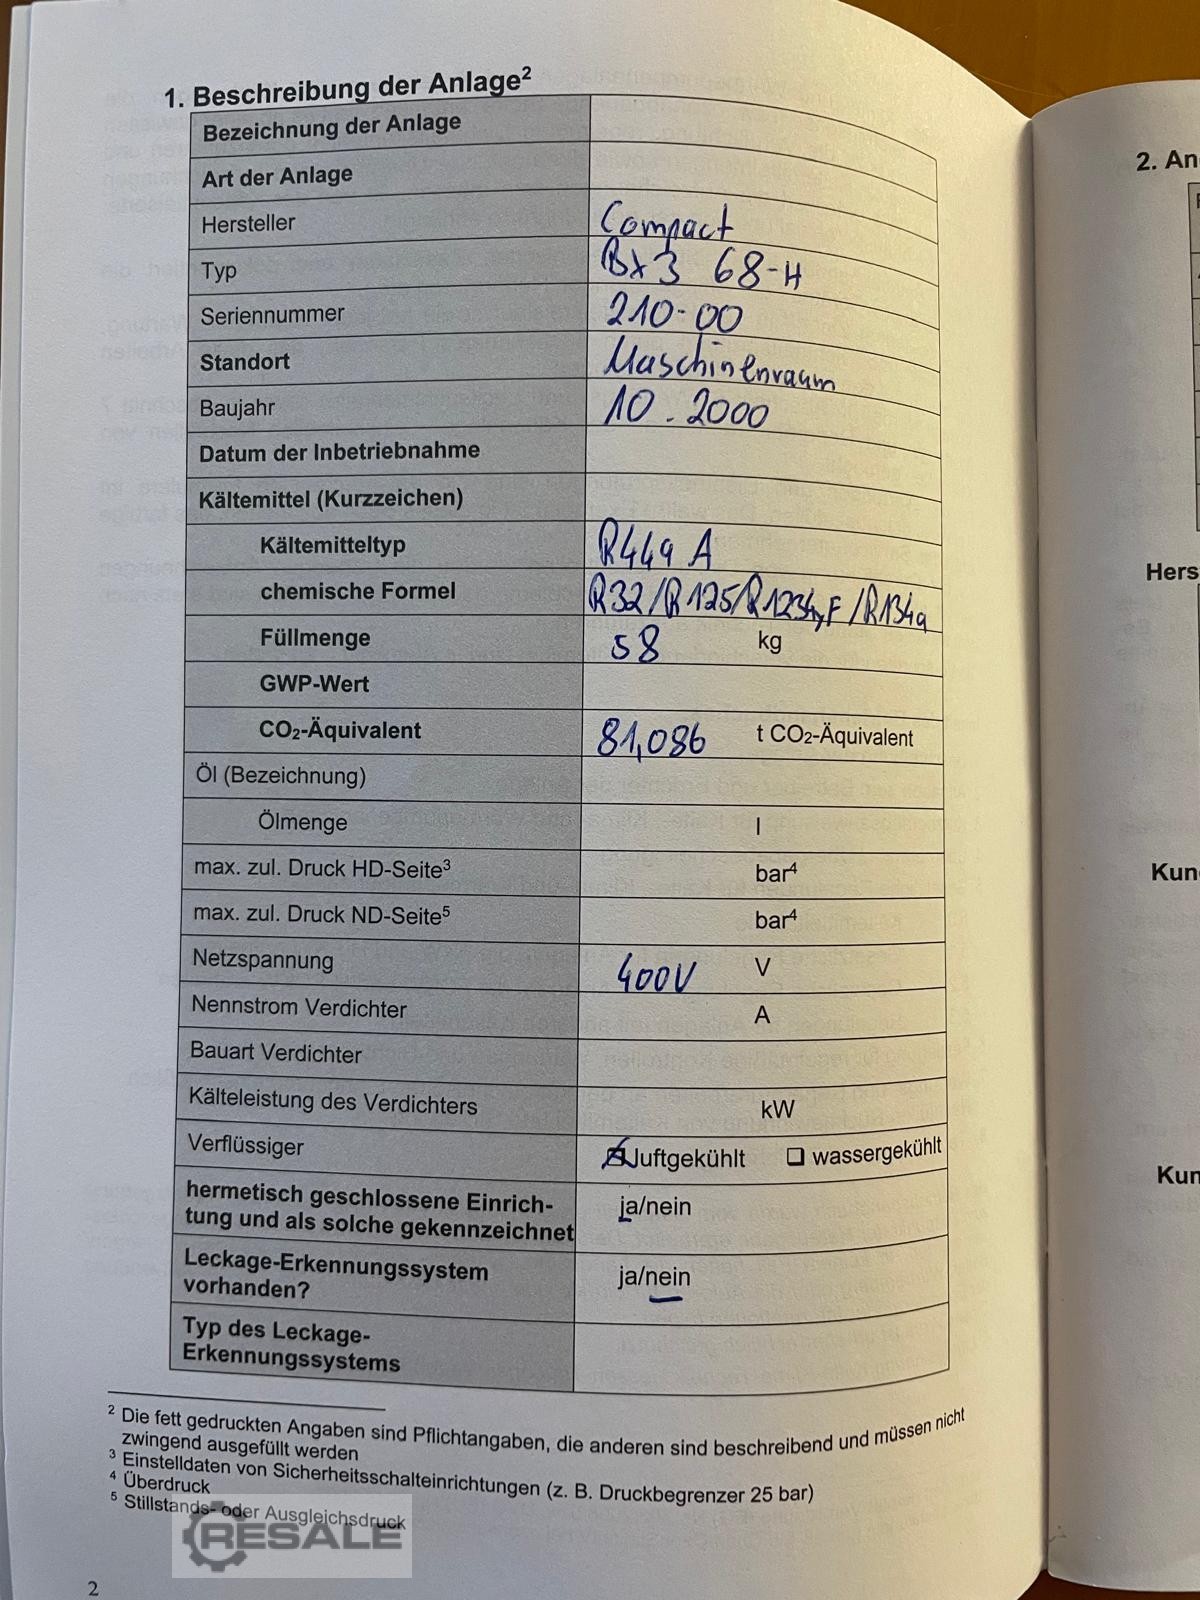 1. Beschreibung der Anlage2
Bezeichnung der Anlage
Art der Anlage
Hersteller Compact
Typ Bx3 68-H
Seriennummer 210-00
Standort Maschinenraum
Baujahr 10.2000
Datum der Inbetriebnahme
Kältemittel (Kurzzeichen)
Kältemitteltyp R449 A
chemische Formel R32/R125/R1234yF/R134a
Füllmenge 58 kg
GWP-Wert
CO2-Äquivalent 81,086 t CO2-Äquivalent
Öl (Bezeichnung)
Ölmenge l
max. zul. Druck HD-Seite3 bar4
max. zul. Druck ND-Seite5 bar4
Netzspannung 400V V
Nennstrom Verdichter A
Bauart Verdichter
Kälteleistung des Verdichters kW
Verflüssiger luftgekühlt wassergekühlt
hermetisch geschlossene Einrich-
tung und als solche gekennzeichnet ja/nein
Leckage-Erkennungssystem
vorhanden? ja/nein
Typ des Leckage-
Erkennungssystems
2 Die fett gedruckten Angaben sind Pflichtangaben, die anderen sind beschreibend und müssen nicht
zwingend ausgefüllt werden
3 Einstelldaten von Sicherheitsschalteinrichtungen (z. B. Druckbegrenzer 25 bar)
4 Überdruck
5 Stillstands- oder Ausgleichsdruck
RESALE
2
2. An
Hers
Kun
Kun